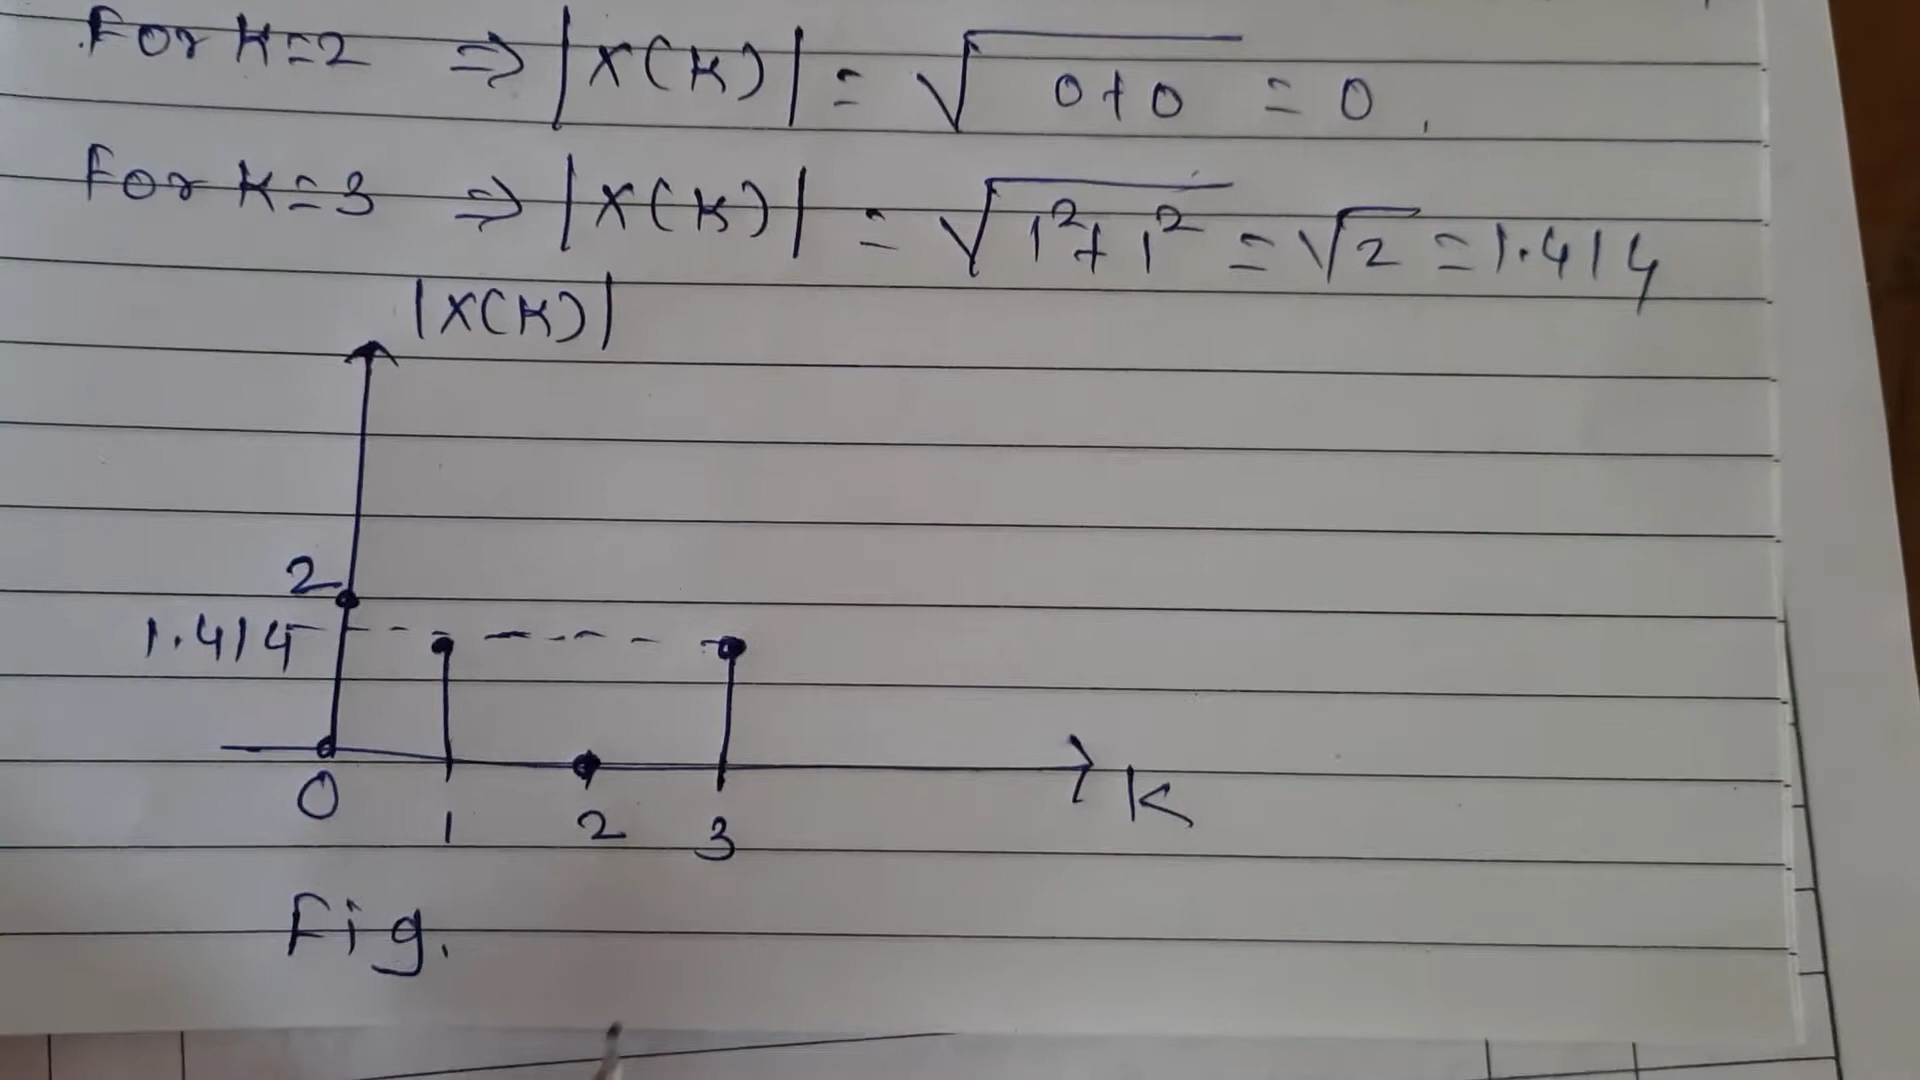 For K=2 ⇒ |X(K)| = √0+0 = 0.
For K=3 ⇒ |X(K)| = √1²+1² = √2 = 1.414
|X(K)|
2
1.414
0 1 2 3 K
Fig.